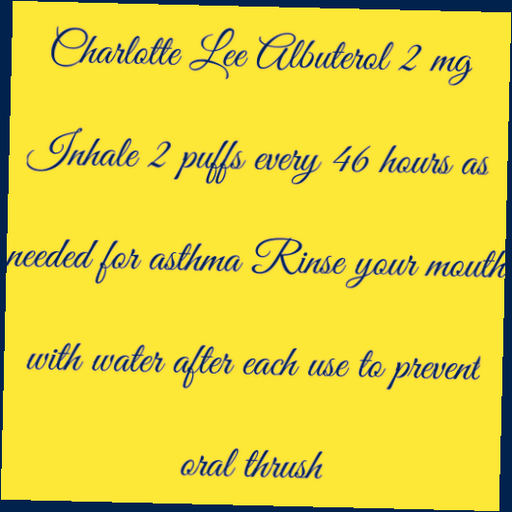 Charlotte Lee Albuterol 2 mg
Inhale 2 puffs every 46 hours as
needed for asthma Rinse your mouth
with water after each use to prevent
oral thrush